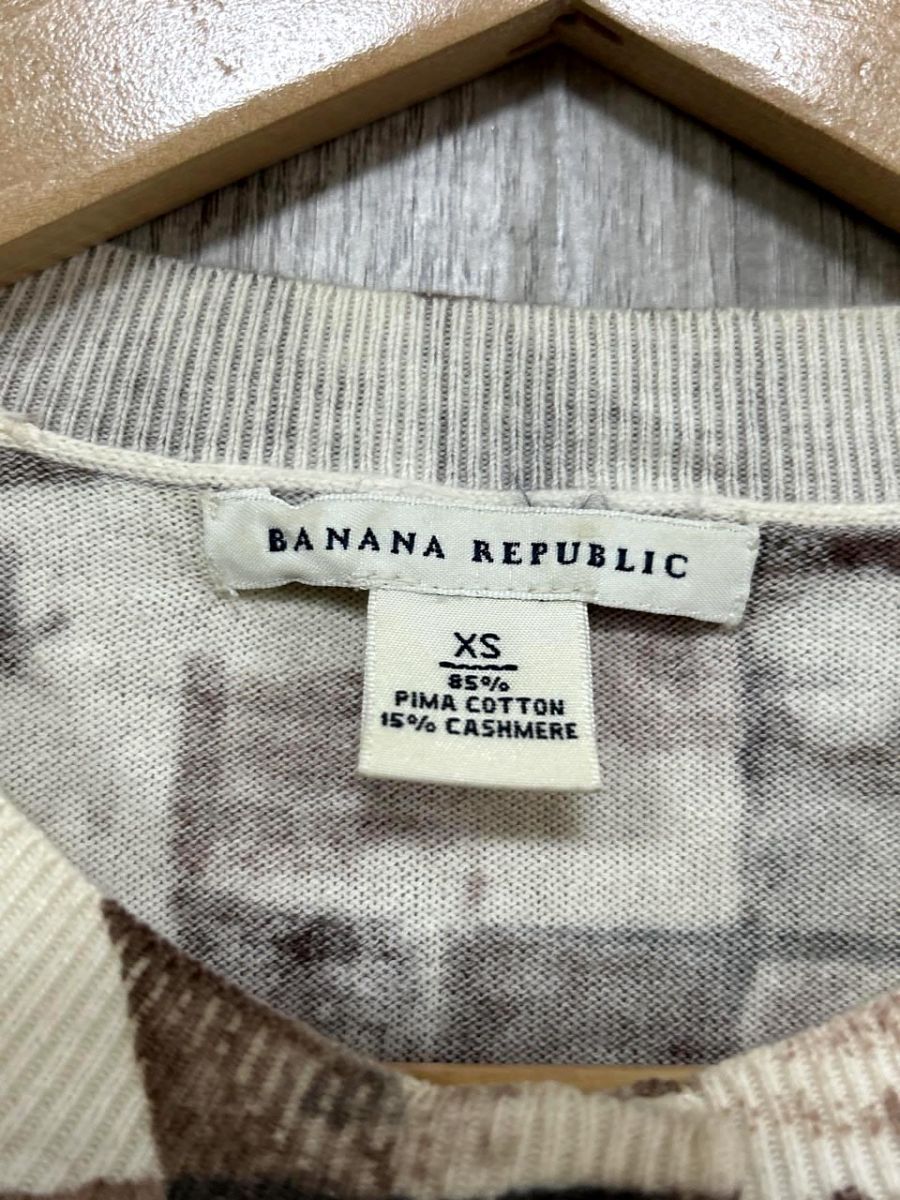 BANANA REPUBLIC
XS
85%
PIMA COTTON
15% CASHMERE